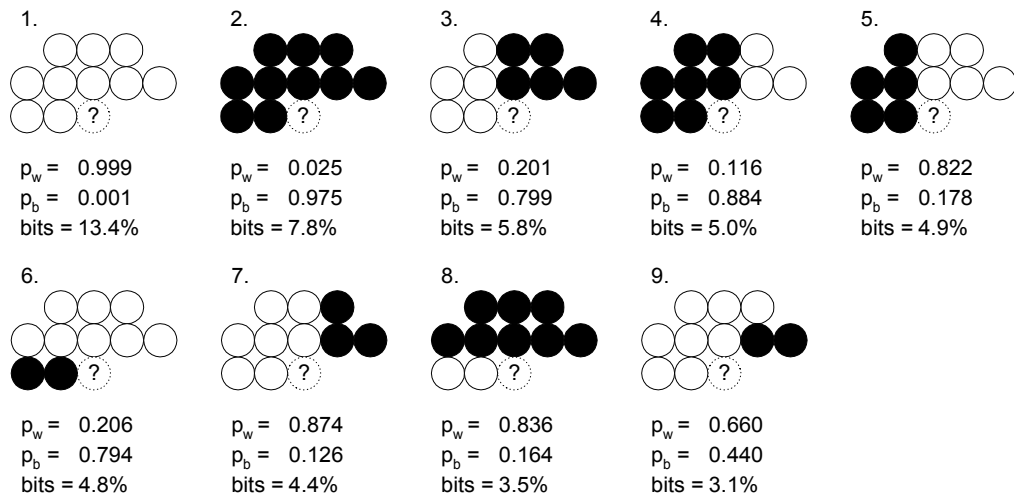 1. 2. 3. 4. 5.
? ? ? ? ?
p_w = 0.999 p_w = 0.025 p_w = 0.201 p_w = 0.116 p_w = 0.822
p_b = 0.001 p_b = 0.975 p_b = 0.799 p_b = 0.884 p_b = 0.178
bits = 13.4% bits = 7.8% bits = 5.8% bits = 5.0% bits = 4.9%
6. 7. 8. 9.
? ? ? ?
p_w = 0.206 p_w = 0.874 p_w = 0.836 p_w = 0.660
p_b = 0.794 p_b = 0.126 p_b = 0.164 p_b = 0.440
bits = 4.8% bits = 4.4% bits = 3.5% bits = 3.1%